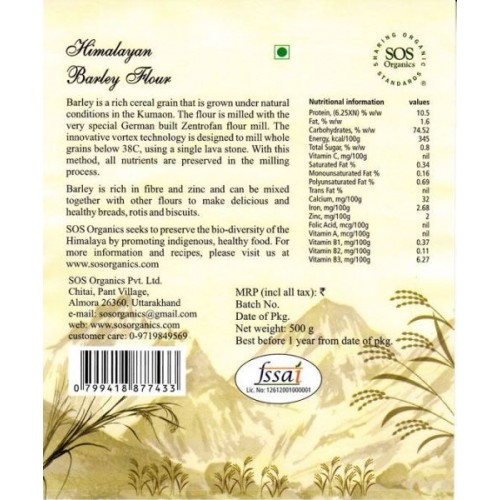 Himalayan
Barley Flour
SHARING ORGANIC
SOS
Organics
STANDARDS ®
Barley is a rich cereal grain that is grown under natural
conditions in the Kumaon. The flour is milled with the
very special German built Zentrofan flour mill. The
innovative vortex technology is designed to mill whole
grains below 38C, using a single lava stone. With this
method, all nutrients are preserved in the milling
process.
Barley is rich in fibre and zinc and can be mixed
together with other flours to make delicious and
healthy breads, rotis and biscuits.
SOS Organics seeks to preserve the bio-diversity of the
Himalaya by promoting indigenous, healthy food. For
more information and recipes, please visit us at
www.sosorganics.com
SOS Organics Pvt. Ltd.
Chitai, Pant Village,
Almora 26360, Uttarakhand
e-mail: sosorganics@gmail.com
web: www.sosorganics.com
customer care: 0-9719849569
0 799418 877433
Nutritional information values
Protein, (6.25XN) % w/w 10.5
Fat, % w/w 1.6
Carbohydrates, % w/w 74.52
Energy, kcal/100g 345
Total Sugar, % w/w 0.8
Vitamin C, mg/100g nil
Saturated Fat % 0.34
Monounsaturated Fat % 0.16
Polyunsaturated Fat % 0.69
Trans Fat % nil
Calcium, mg/100g 32
Iron, mg/100g 2.68
Zinc, mg/100g 2
Folic Acid, mcg/100g nil
Vitamin A, mcg/100g nil
Vitamin B1, mg/100g 0.37
Vitamin B2, mg/100g 0.11
Vitamin B3, mg/100g 6.27
MRP (incl all tax): ₹
Batch No.
Date of Pkg.
Net weight: 500 g
Best before 1 year from date of pkg.
fssai
Lic. No: 12612001000001